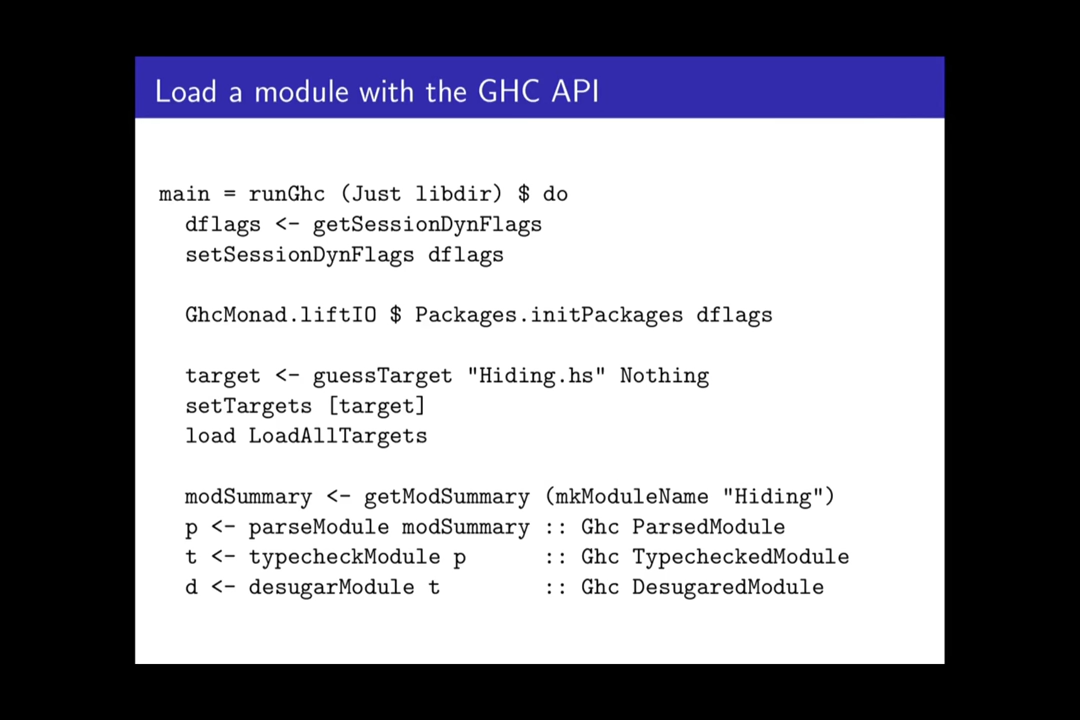 Load a module with the GHC API
main = runGhc (Just libdir) $ do
dflags <- getSessionDynFlags
setSessionDynFlags dflags
GhcMonad.liftIO $ Packages.initPackages dflags
target <- guessTarget "Hiding.hs" Nothing
setTargets [target]
load LoadAllTargets
modSummary <- getModSummary (mkModuleName "Hiding")
p <- parseModule modSummary :: Ghc ParsedModule
t <- typecheckModule p :: Ghc TypecheckedModule
d <- desugarModule t :: Ghc DesugaredModule